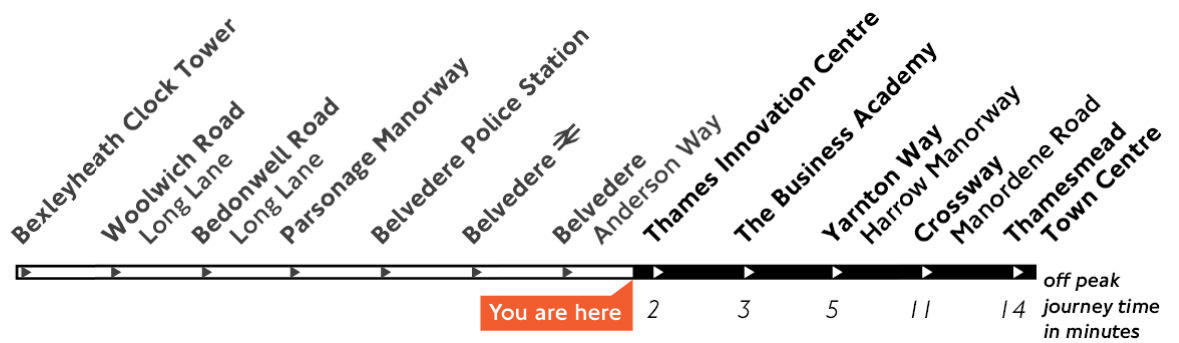 Bexleyheath Clock Tower
Woolwich Road
Long Lane
Bedonwell Road
Long Lane
Parsonage Manorway
Belvedere Police Station
Belvedere
Belvedere
Anderson Way
Thames Innovation Centre
The Business Academy
Yarnton Way
Harrow Manorway
Crossway
Manordene Road
Thamesmead
Town Centre
You are here
2 3 5 11 14
off peak
journey time
in minutes